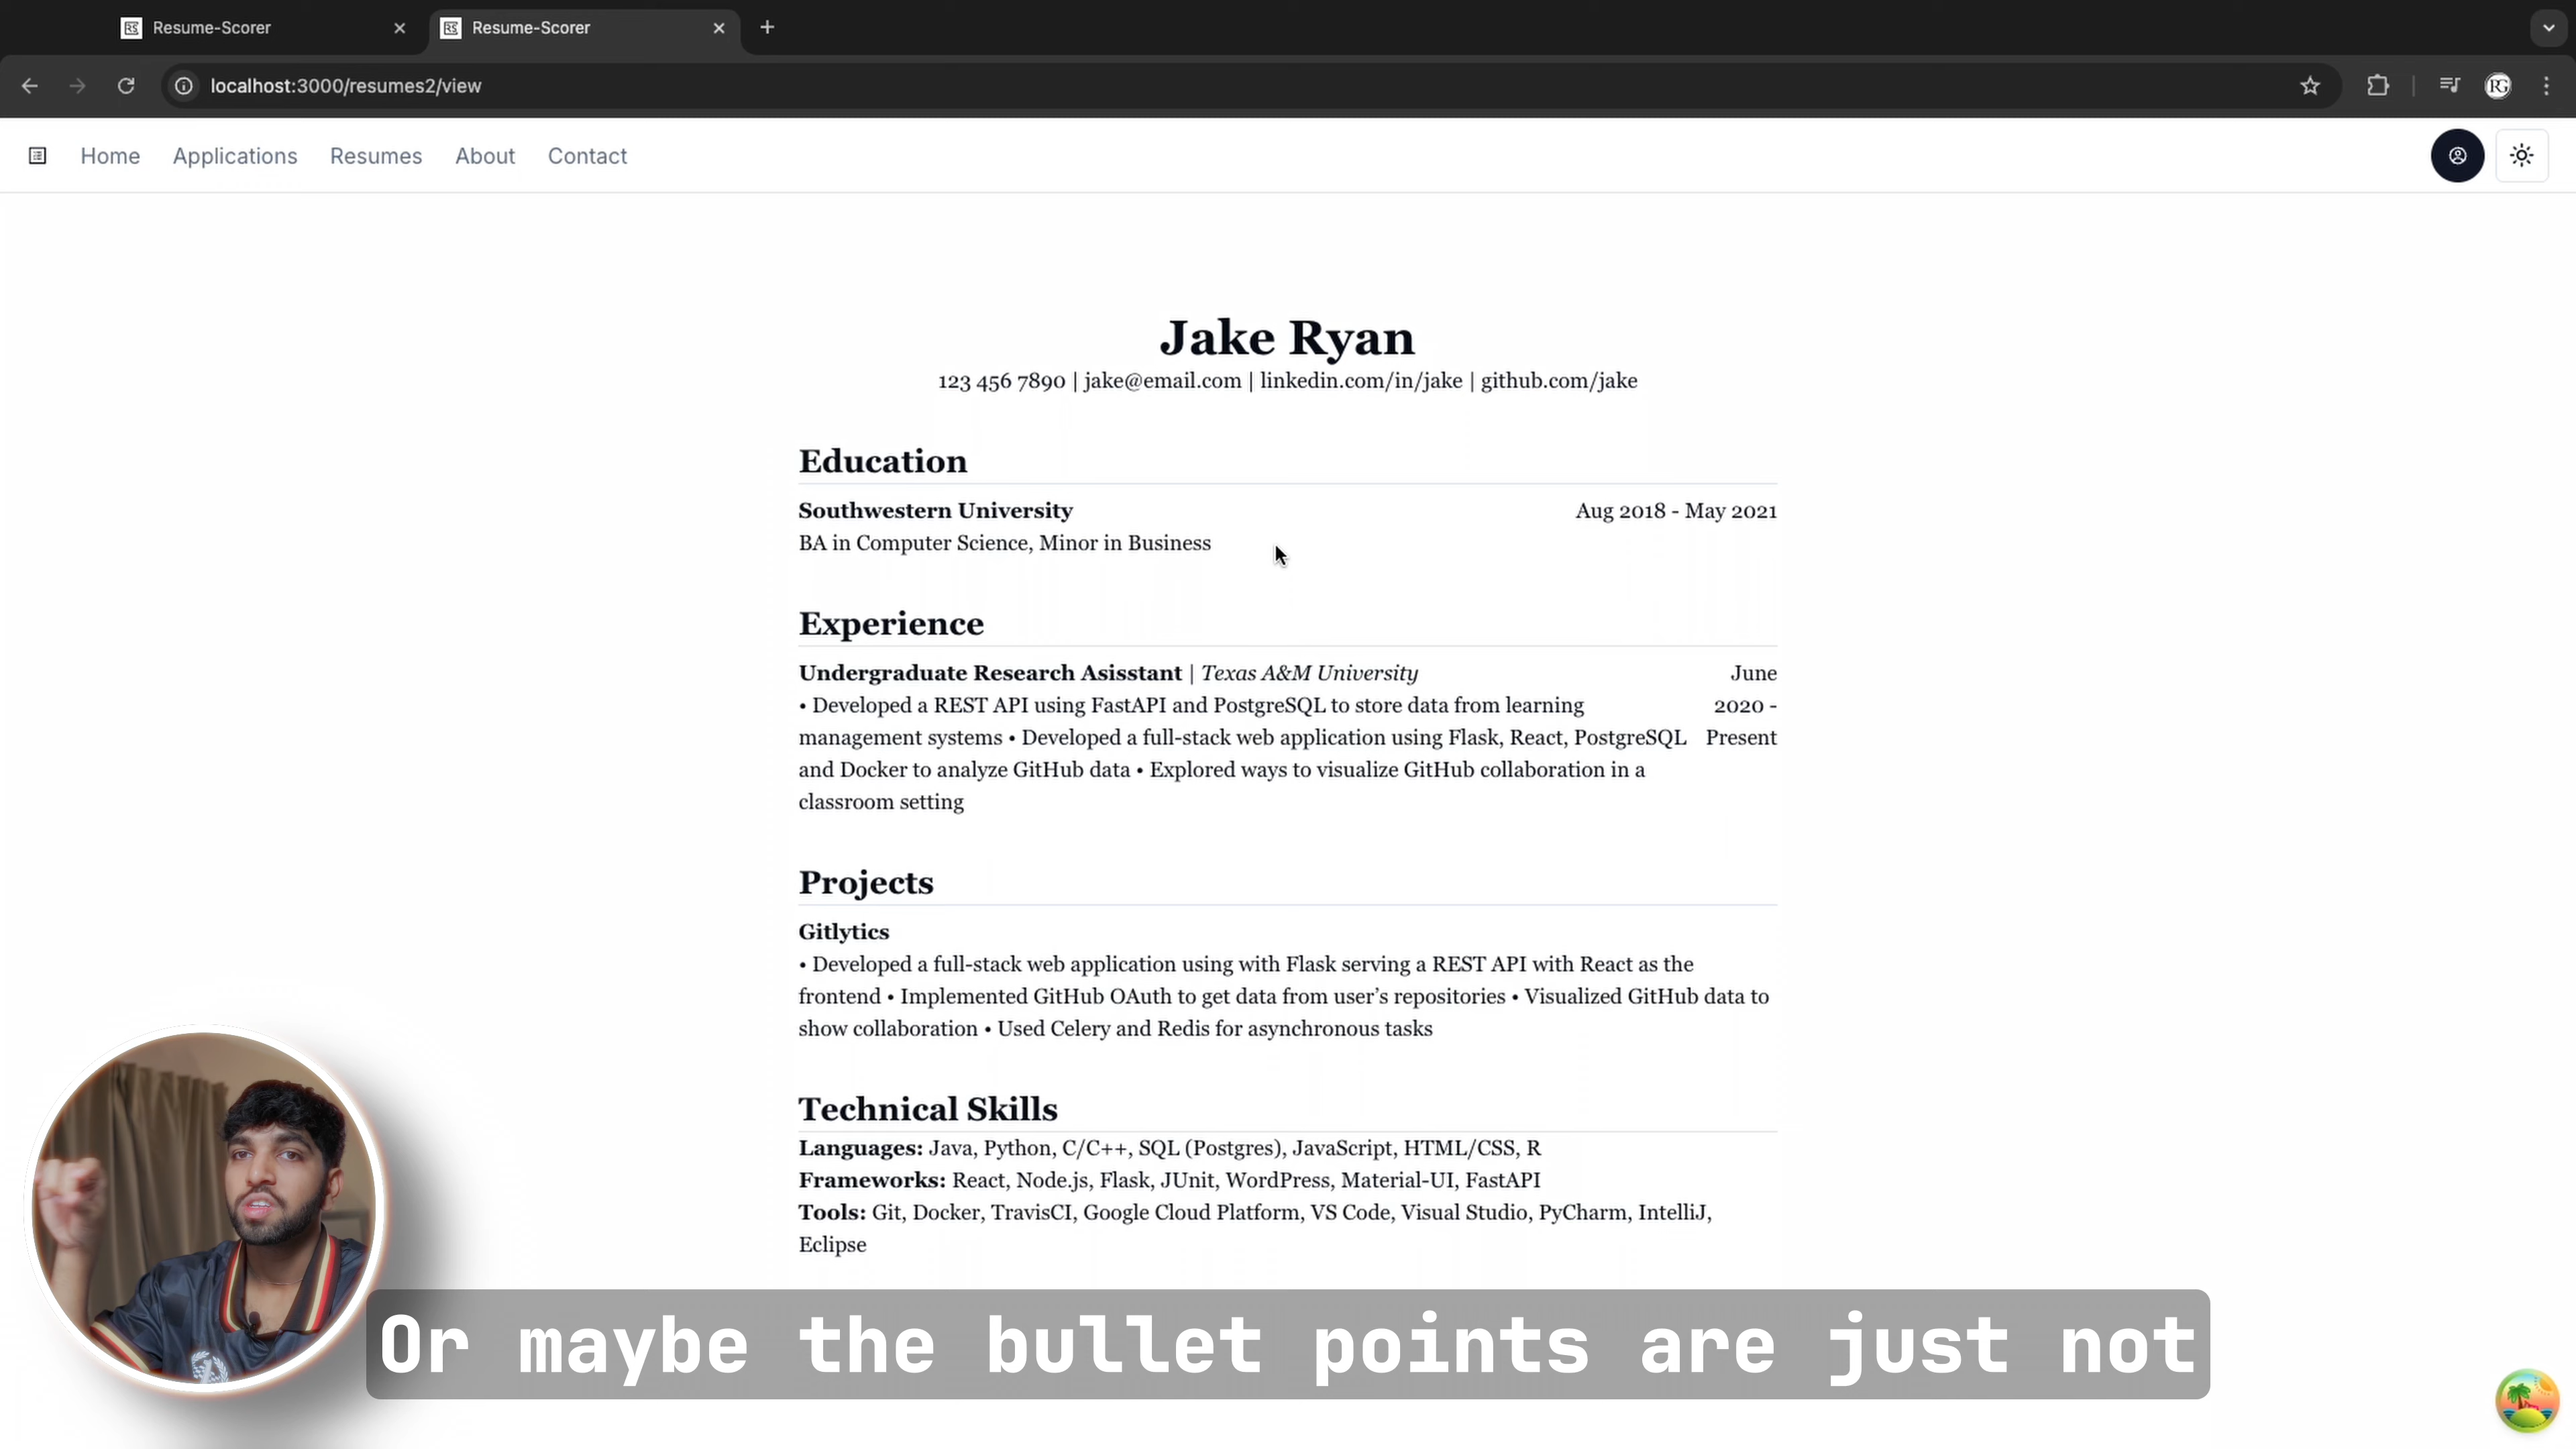 Resume-Scorer
Resume-Scorer
localhost:3000/resumes2/view
Home Applications Resumes About Contact
Jake Ryan
123 456 7890 | jake@email.com | linkedin.com/in/jake | github.com/jake
Education
Southwestern University Aug 2018 - May 2021
BA in Computer Science, Minor in Business
Experience
Undergraduate Research Asisstant | Texas A&M University June
• Developed a REST API using FastAPI and PostgreSQL to store data from learning 2020 -
management systems • Developed a full-stack web application using Flask, React, PostgreSQL Present
and Docker to analyze GitHub data • Explored ways to visualize GitHub collaboration in a
classroom setting
Projects
Gitlytics
• Developed a full-stack web application using with Flask serving a REST API with React as the
frontend • Implemented GitHub OAuth to get data from user’s repositories • Visualized GitHub data to
show collaboration • Used Celery and Redis for asynchronous tasks
Technical Skills
Languages: Java, Python, C/C++, SQL (Postgres), JavaScript, HTML/CSS, R
Frameworks: React, Node.js, Flask, JUnit, WordPress, Material-UI, FastAPI
Tools: Git, Docker, TravisCI, Google Cloud Platform, VS Code, Visual Studio, PyCharm, IntelliJ,
Eclipse
Or maybe the bullet points are just not